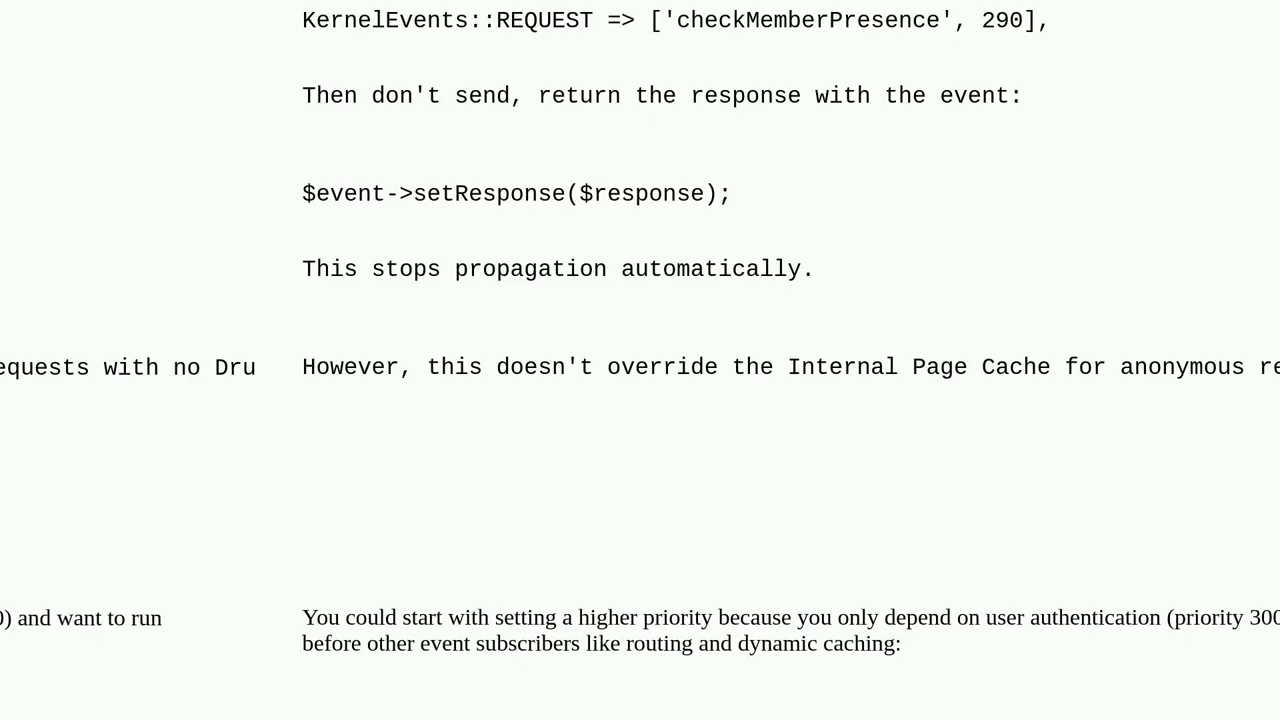 KernelEvents::REQUEST => ['checkMemberPresence', 290],
Then don't send, return the response with the event:
$event->setResponse($response);
This stops propagation automatically.
equests with no Dru
However, this doesn't override the Internal Page Cache for anonymous re
0) and want to run
You could start with setting a higher priority because you only depend on user authentication (priority 300
before other event subscribers like routing and dynamic caching: